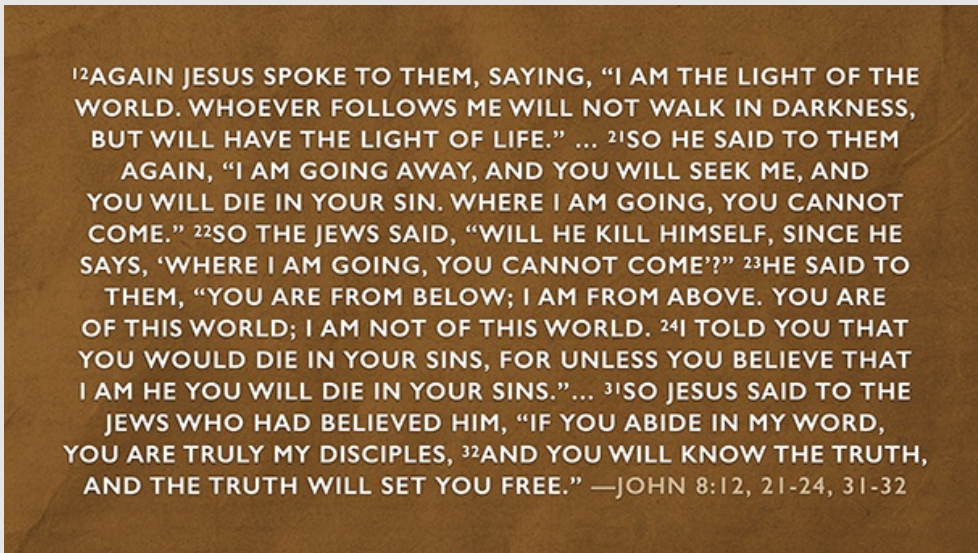 ¹²AGAIN JESUS SPOKE TO THEM, SAYING, “I AM THE LIGHT OF THE
WORLD. WHOEVER FOLLOWS ME WILL NOT WALK IN DARKNESS,
BUT WILL HAVE THE LIGHT OF LIFE.” ... ²¹SO HE SAID TO THEM
AGAIN, “I AM GOING AWAY, AND YOU WILL SEEK ME, AND
YOU WILL DIE IN YOUR SIN. WHERE I AM GOING, YOU CANNOT
COME.” ²²SO THE JEWS SAID, “WILL HE KILL HIMSELF, SINCE HE
SAYS, ‘WHERE I AM GOING, YOU CANNOT COME’?” ²³HE SAID TO
THEM, “YOU ARE FROM BELOW; I AM FROM ABOVE. YOU ARE
OF THIS WORLD; I AM NOT OF THIS WORLD. ²⁴I TOLD YOU THAT
YOU WOULD DIE IN YOUR SINS, FOR UNLESS YOU BELIEVE THAT
I AM HE YOU WILL DIE IN YOUR SINS.”... ³¹SO JESUS SAID TO THE
JEWS WHO HAD BELIEVED HIM, “IF YOU ABIDE IN MY WORD,
YOU ARE TRULY MY DISCIPLES, ³²AND YOU WILL KNOW THE TRUTH,
AND THE TRUTH WILL SET YOU FREE.” —JOHN 8:12, 21-24, 31-32